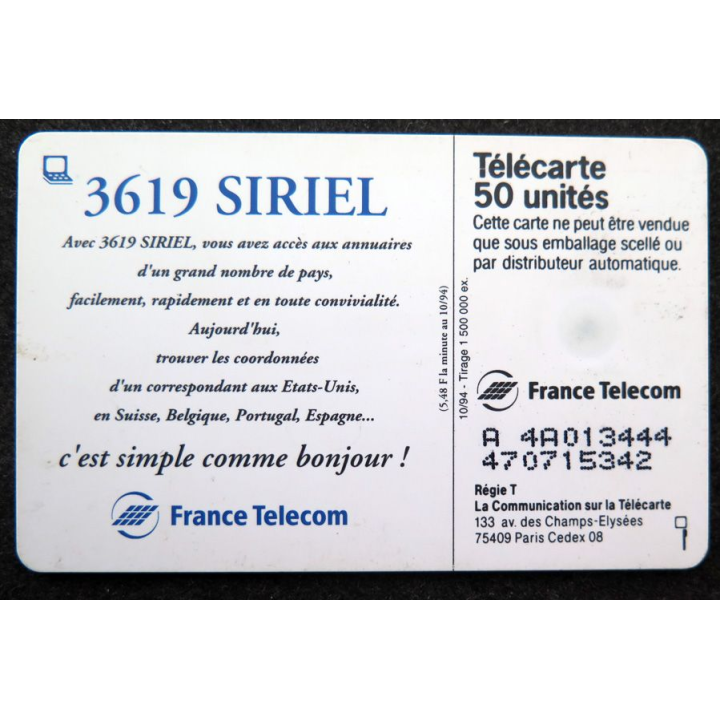 3619 SIRIEL
Avec 3619 SIRIEL, vous avez accès aux annuaires
d'un grand nombre de pays,
facilement, rapidement et en toute convivialité.
Aujourd'hui,
trouver les coordonnées
d'un correspondant aux Etats-Unis,
en Suisse, Belgique, Portugal, Espagne...
c'est simple comme bonjour !
France Telecom
(5,48 F la minute au 10/94)
10/94 - Tirage 1 500 000 ex.
Télécarte
50 unités
Cette carte ne peut être vendue
que sous emballage scellé ou
par distributeur automatique.
France Telecom
A 4A013444
470715342
Régie T
La Communication sur la Télécarte
133 av. des Champs-Elysées
75409 Paris Cedex 08